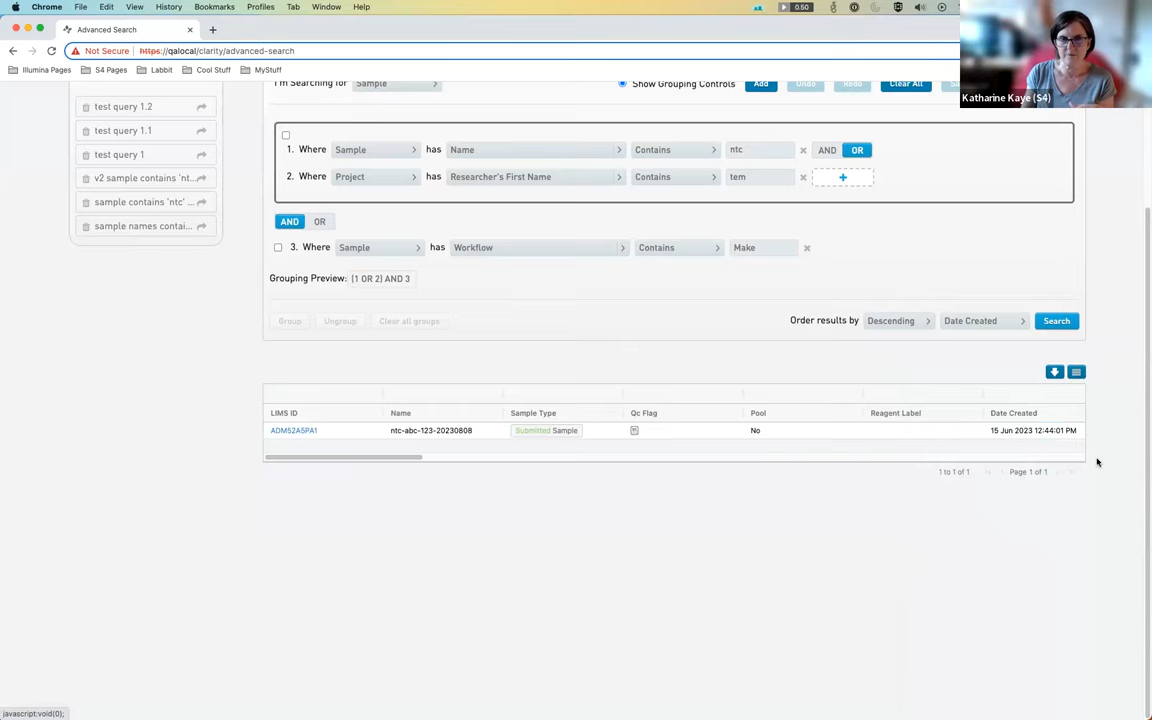 Chrome File Edit View History Bookmarks Profiles Tab Window Help 0.50
Advanced Search
Not Secure https://qalocal/clarity/advanced-search
Illumina Pages S4 Pages Labbit Cool Stuff MyStuff
Katharine Kaye (S4)
I'm Searching for Sample Show Grouping Controls Add Undo Redo Clear All
test query 1.2
test query 1.1
test query 1
v2 sample contains 'nt...
sample contains 'ntc' ...
sample names contai...
1. Where Sample has Name Contains ntc AND OR
2. Where Project has Researcher's First Name Contains tem +
AND OR
3. Where Sample has Workflow Contains Make
Grouping Preview: (1 OR 2) AND 3
Group Ungroup Clear all groups Order results by Descending Date Created Search
LIMS ID Name Sample Type Qc Flag Pool Reagent Label Date Created
ADM52A5PA1 ntc-abc-123-20230808 Submitted Sample No 15 Jun 2023 12:44:01 PM
1 to 1 of 1 Page 1 of 1
javascript:void(0);